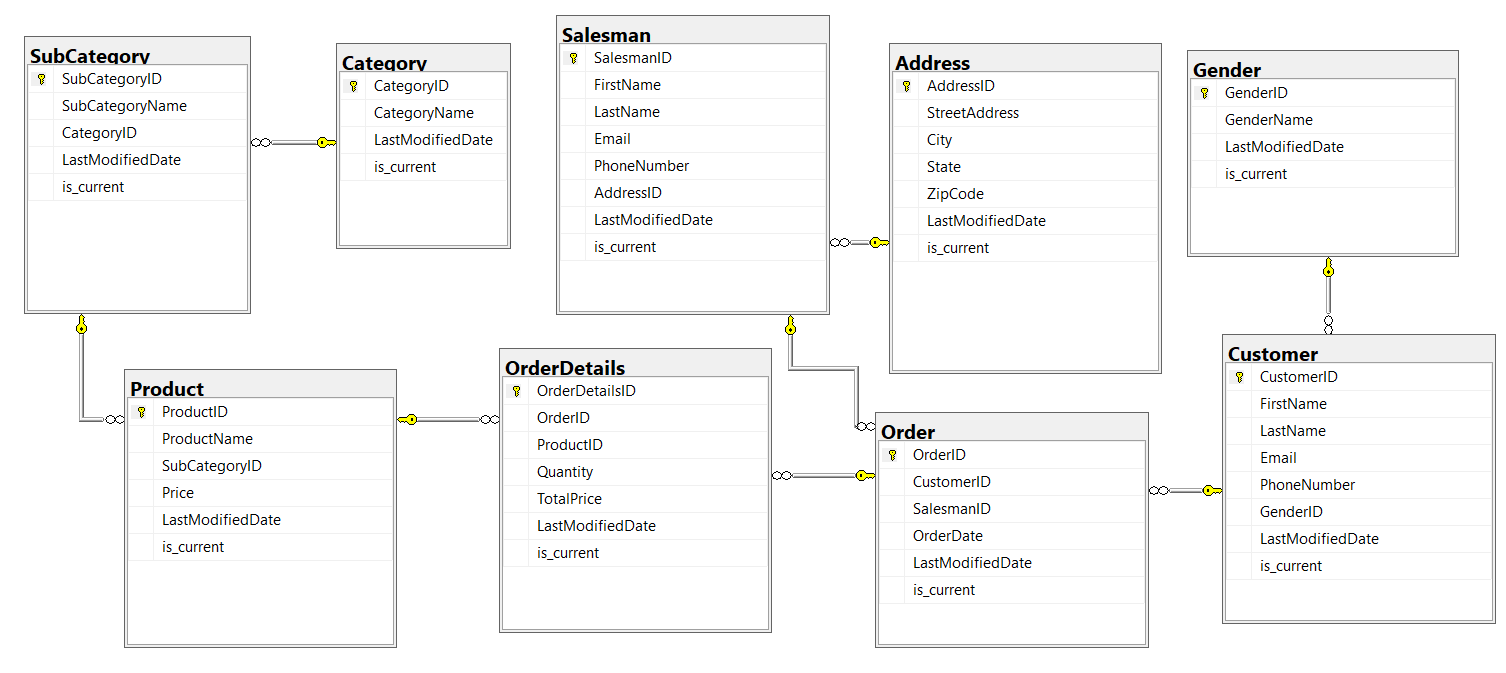 SubCategory
SubCategoryID
SubCategoryName
CategoryID
LastModifiedDate
is_current
Category
CategoryID
CategoryName
LastModifiedDate
is_current
Salesman
SalesmanID
FirstName
LastName
Email
PhoneNumber
AddressID
LastModifiedDate
is_current
Address
AddressID
StreetAddress
City
State
ZipCode
LastModifiedDate
is_current
Gender
GenderID
GenderName
LastModifiedDate
is_current
Product
ProductID
ProductName
SubCategoryID
Price
LastModifiedDate
is_current
OrderDetails
OrderDetailsID
OrderID
ProductID
Quantity
TotalPrice
LastModifiedDate
is_current
Order
OrderID
CustomerID
SalesmanID
OrderDate
LastModifiedDate
is_current
Customer
CustomerID
FirstName
LastName
Email
PhoneNumber
GenderID
LastModifiedDate
is_current